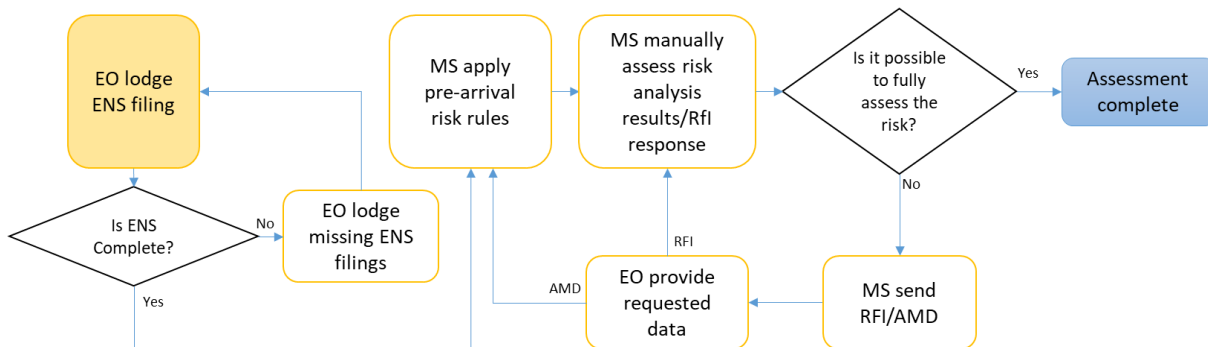 EO lodge
ENS filing
Is ENS
Complete?
No
EO lodge
missing ENS
filings
Yes
MS apply
pre-arrival
risk rules
MS manually
assess risk
analysis
results/RfI
response
Is it possible
to fully
assess the
risk?
Yes
Assessment
complete
No
MS send
RFI/AMD
EO provide
requested
data
RFI
AMD